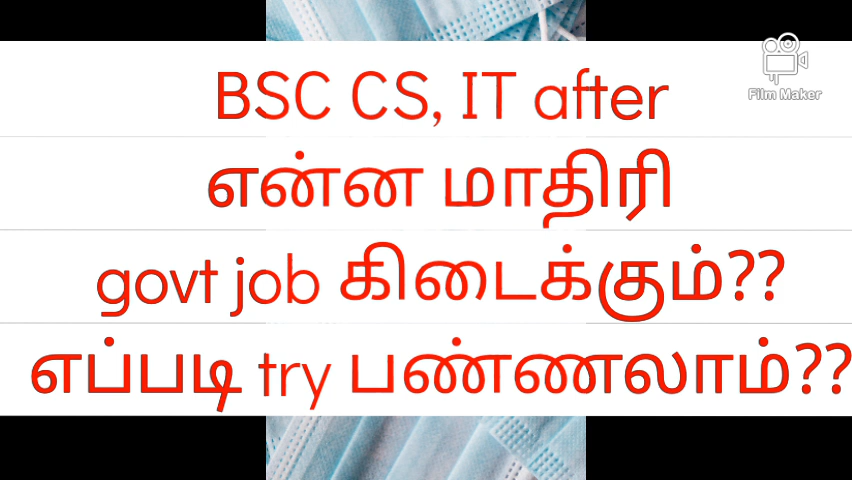 BSC CS, IT after
என்ன மாதிரி
govt job கிடைக்கும்??
எப்படி try பண்ணலாம்??
Film Maker